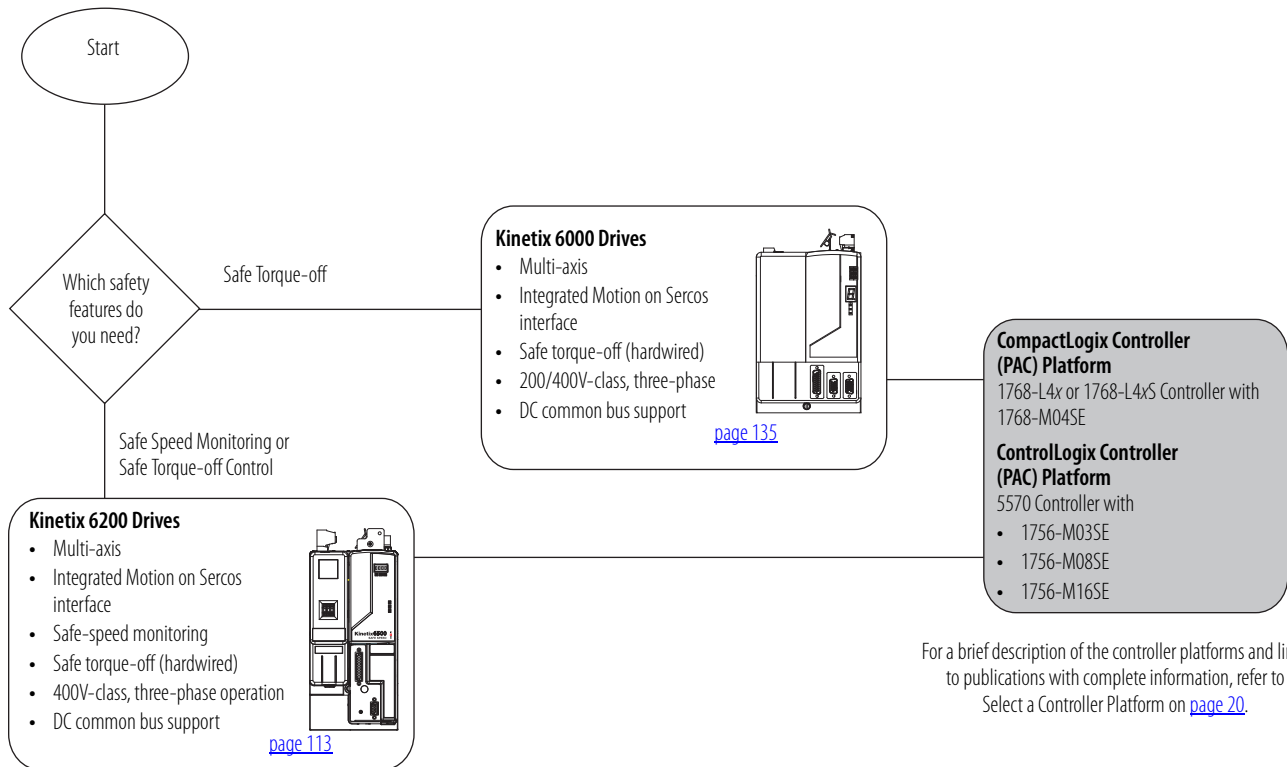 Start
Which safety
features do
you need?
Safe Torque-off
Safe Speed Monitoring or
Safe Torque-off Control
Kinetix 6000 Drives
• Multi-axis
• Integrated Motion on Sercos
interface
• Safe torque-off (hardwired)
• 200/400V-class, three-phase
• DC common bus support
page 135
Kinetix 6200 Drives
• Multi-axis
• Integrated Motion on Sercos
interface
• Safe-speed monitoring
• Safe torque-off (hardwired)
• 400V-class, three-phase operation
• DC common bus support
Kinetix 6500
page 113
CompactLogix Controller
(PAC) Platform
1768-L4x or 1768-L4xS Controller with
1768-M04SE
ControlLogix Controller
(PAC) Platform
5570 Controller with
• 1756-M03SE
• 1756-M08SE
• 1756-M16SE
For a brief description of the controller platforms and
to publications with complete information, refer to
Select a Controller Platform on page 20.